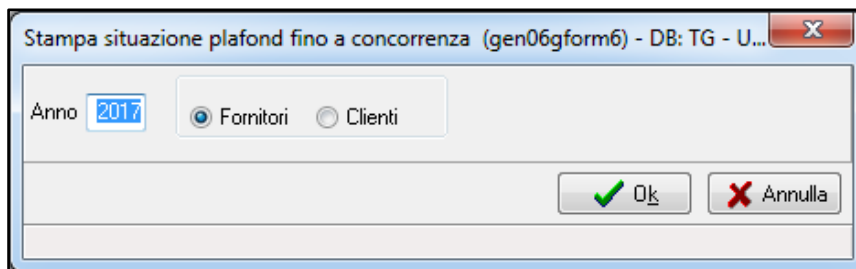 Stampa situazione plafond fino a concorrenza (gen06gform6) - DB: TG - U...
Anno 2017 Fornitori Clienti
Ok Annulla